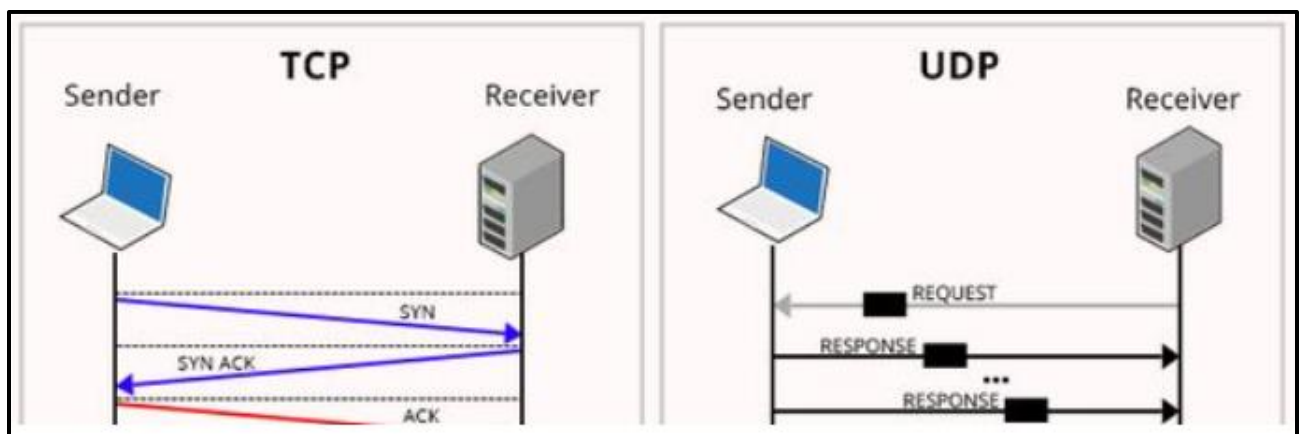 TCP
Sender Receiver
SYN
SYN ACK
ACK
UDP
Sender Receiver
REQUEST
RESPONSE
...
RESPONSE